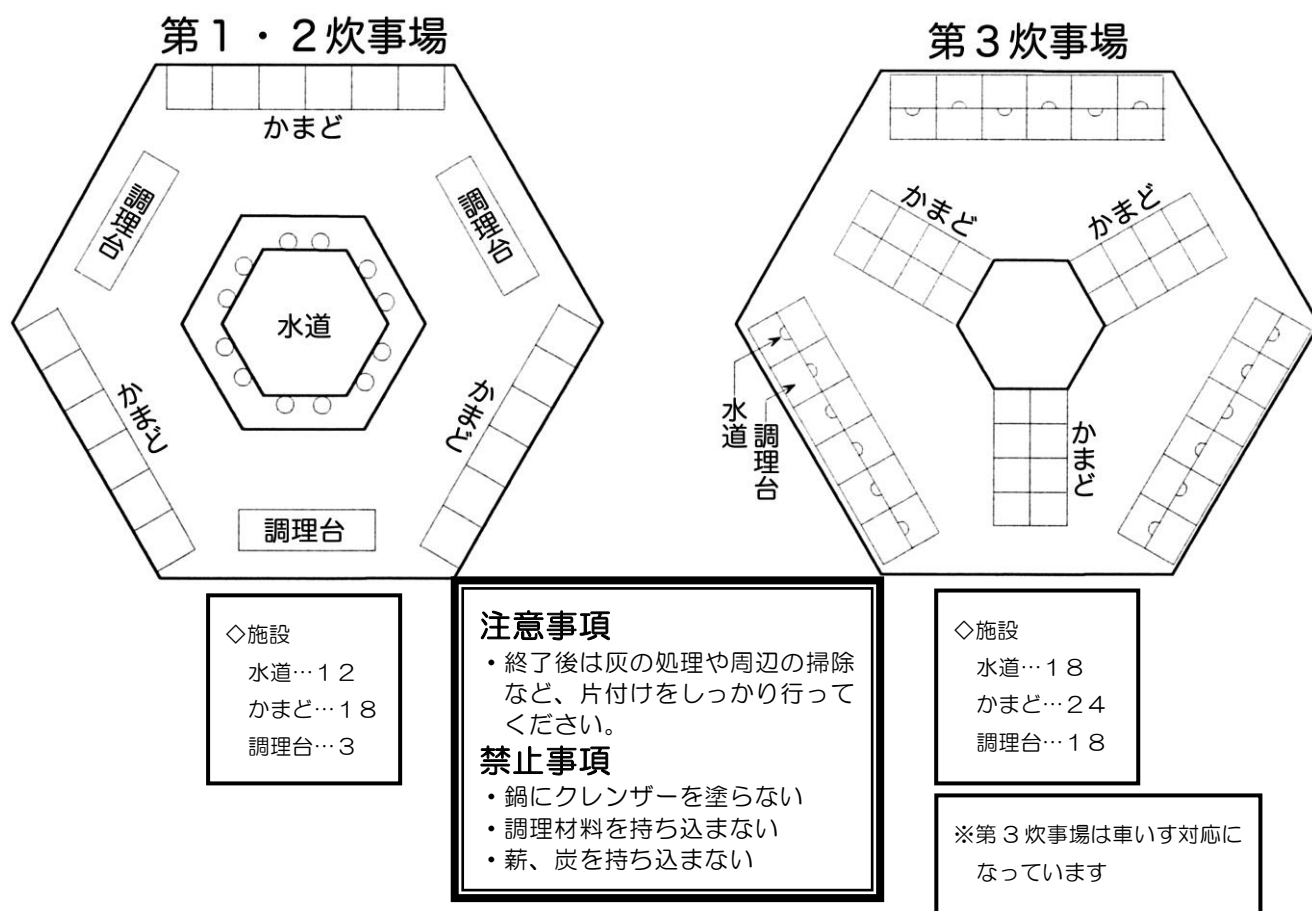 第１・２炊事場
かまど
調理台
調理台
水道
かまど
かまど
調理台
◇施設
水道…１２
かまど…１８
調理台…３
注意事項
・終了後は灰の処理や周辺の掃除
など、片付けをしっかり行って
ください。
禁止事項
・鍋にクレンザーを塗らない
・調理材料を持ち込まない
・薪、炭を持ち込まない
第３炊事場
かまど
かまど
水道
調理台
かまど
◇施設
水道…１８
かまど…２４
調理台…１８
※第３炊事場は車いす対応に
なっています